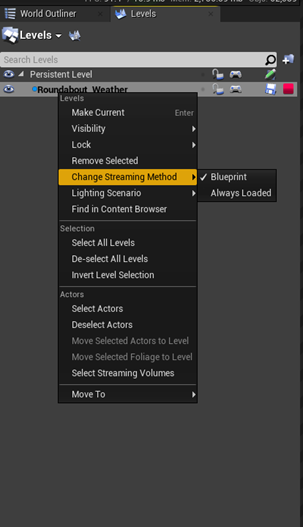 World Outliner
Levels
Levels
Search Levels
Persistent Level
Roundabout_Weather
Levels
Make Current Enter
Visibility
Lock
Remove Selected
Change Streaming Method
Blueprint
Always Loaded
Lighting Scenario
Find in Content Browser
Selection
Select All Levels
De-select All Levels
Invert Level Selection
Actors
Select Actors
Deselect Actors
Move Selected Actors to Level
Move Selected Foliage to Level
Select Streaming Volumes
Move To